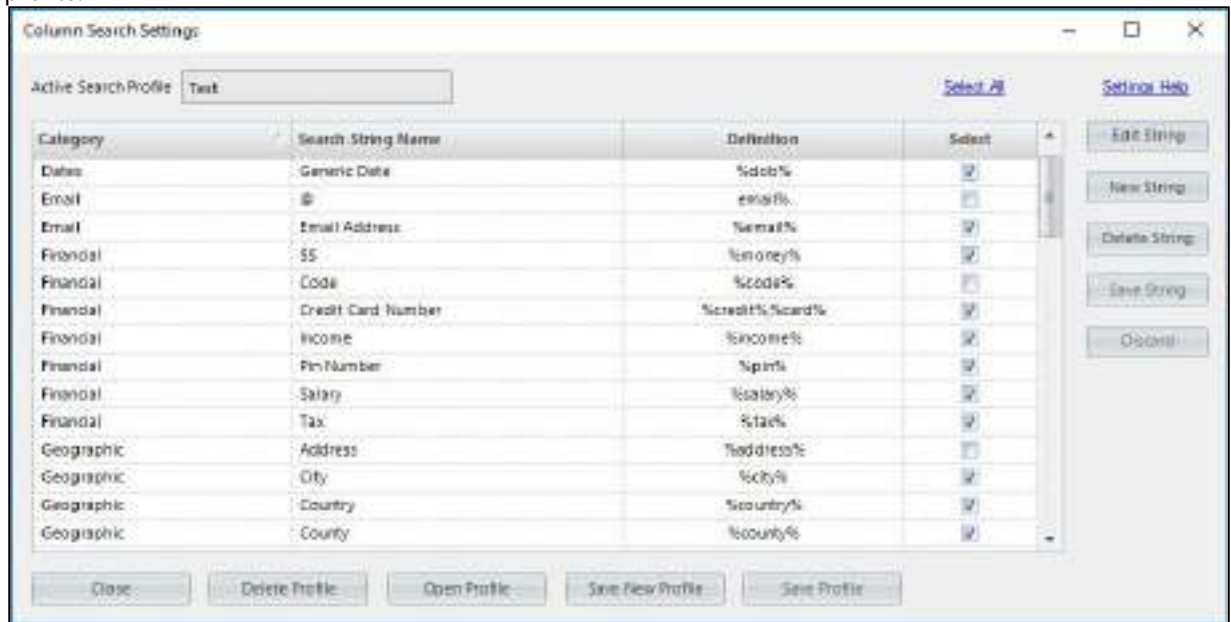 Column Search Settings
Active Search Profile Test Select All Settings Help
Category Search String Name Definition Select Edit String
Dates Generic Date %dob%
Email @ email%
New String
Email Email Address %email%
Delete String
Financial $$ %money%
Financial Code %code%
Save String
Financial Credit Card Number %credit%,%card%
Financial Income %income%
Discard
Financial Pin Number %pin%
Financial Salary %salary%
Financial Tax %tax%
Geographic Address %address%
Geographic City %city%
Geographic Country %country%
Geographic County %county%
Close Delete Profile Open Profile Save New Profile Save Profile